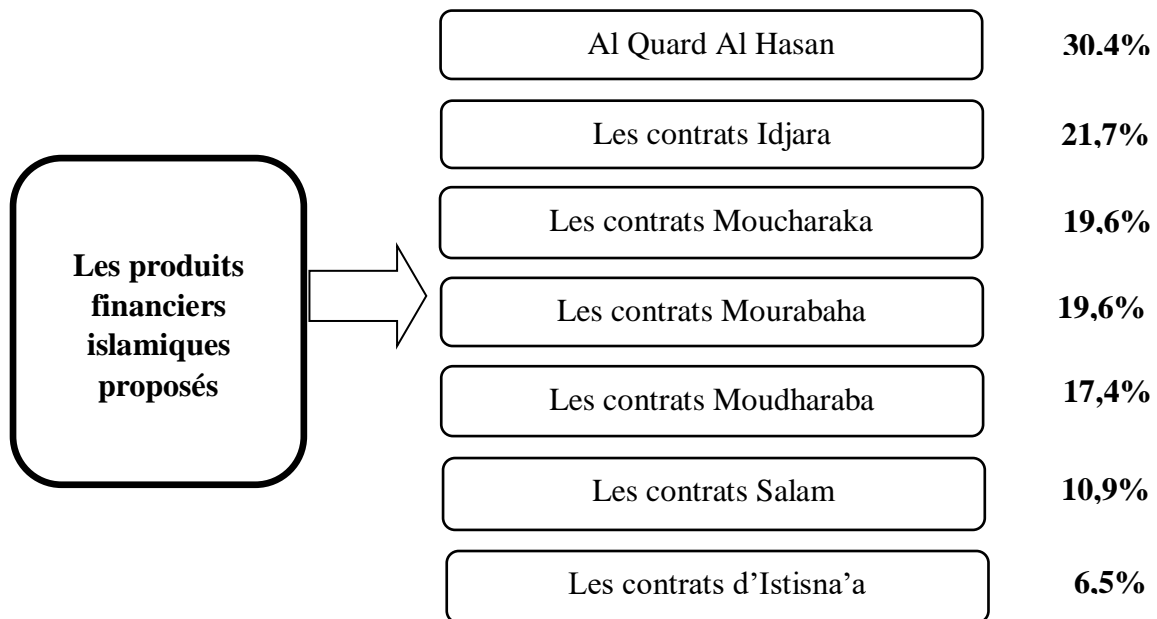 Al Quard Al Hasan 30,4%
Les contrats Idjara 21,7%
Les contrats Moucharaka 19,6%
Les produits
financiers
islamiques
proposés
Les contrats Mourabaha 19,6%
Les contrats Moudharaba 17,4%
Les contrats Salam 10,9%
Les contrats d’Istisna’a 6,5%